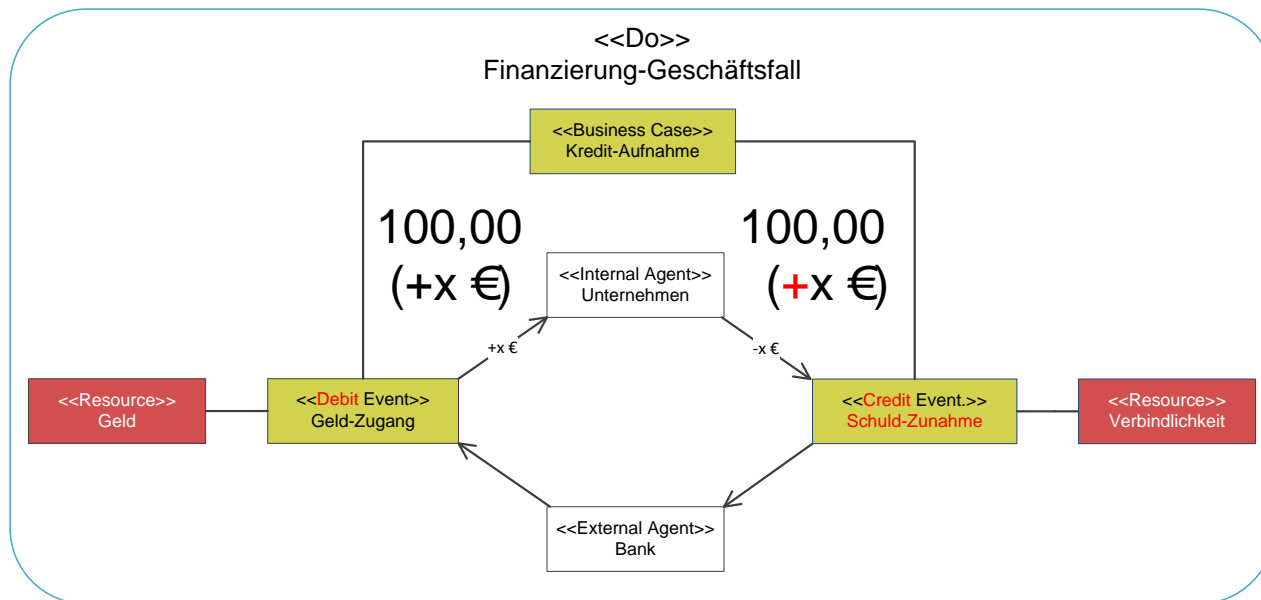 <<Do>>
Finanzierung-Geschäftsfall
<<Business Case>>
Kredit-Aufnahme
100,00
(+x €)
100,00
(+x €)
<<Internal Agent>>
Unternehmen
+x €
-x €
<<Resource>>
Geld
<<Debit Event>>
Geld-Zugang
<<Credit Event.>>
Schuld-Zunahme
<<Resource>>
Verbindlichkeit
<<External Agent>>
Bank